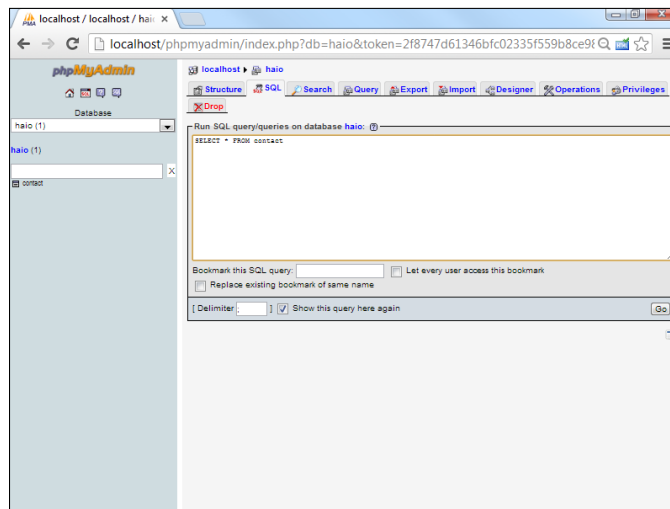 localhost / localhost / hai
localhost/phpmyadmin/index.php?db=haio&token=2f8747d61346bfc02335f559b8ce98
phpMyAdmin
localhost ▸ haio
Structure SQL Search Query Export Import Designer Operations Privileges
Drop
Database
haio (1)
haio (1)
X
contact
Run SQL query/queries on database haio:
SELECT * FROM contact
Bookmark this SQL query:
Let every user access this bookmark
Replace existing bookmark of same name
[ Delimiter ; ] Show this query here again
Go